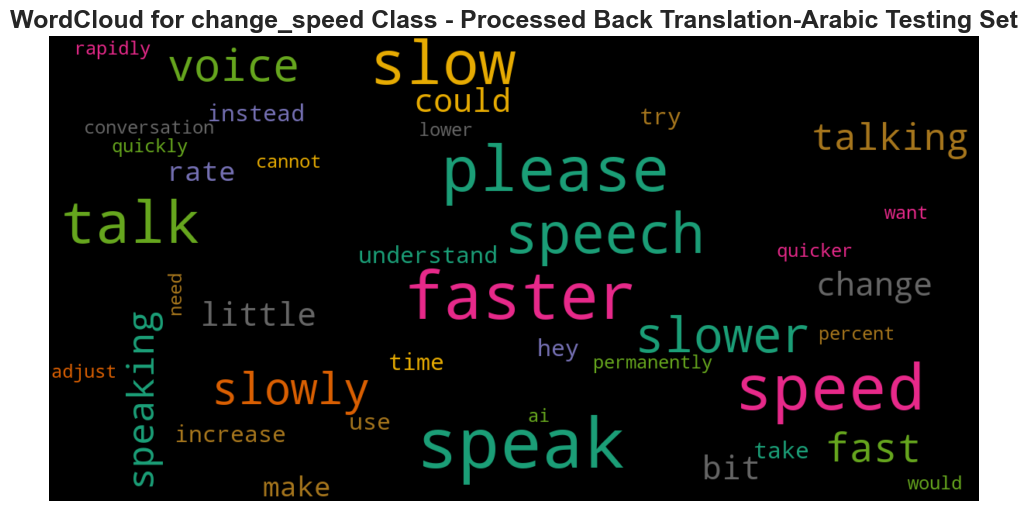 WordCloud for change_speed Class - Processed Back Translation-Arabic Testing Set
rapidly
voice
slow
could
instead
try
conversation
lower
talking
quickly
rate
cannot
please
talk
want
speech
understand
quicker
need
faster
change
little
speaking
slower
percent
time
hey
permanently
adjust
slowly
speed
increase
use
ai
speak
take
fast
bit
make
would